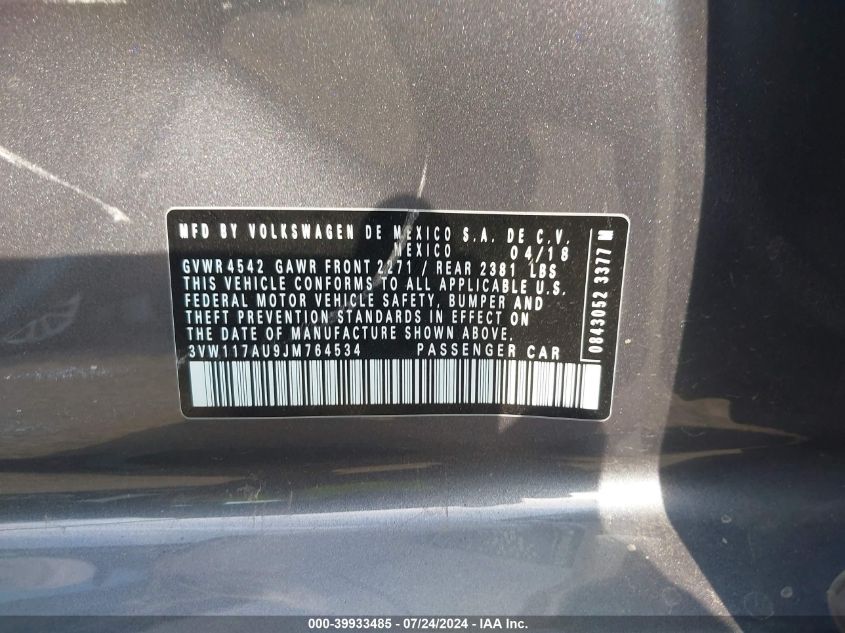 MFD BY VOLKSWAGEN DE MEXICO S.A. DE C.V.
MEXICO 04/18
GVWR 4542 GAWR FRONT 2271 / REAR 2381 LBS
THIS VEHICLE CONFORMS TO ALL APPLICABLE U.S.
FEDERAL MOTOR VEHICLE SAFETY, BUMPER AND
THEFT PREVENTION STANDARDS IN EFFECT ON
THE DATE OF MANUFACTURE SHOWN ABOVE.
3VW117AU9JM764534 PASSENGER CAR
0843052 3377 M
000-39933485 - 07/24/2024 - IAA Inc.